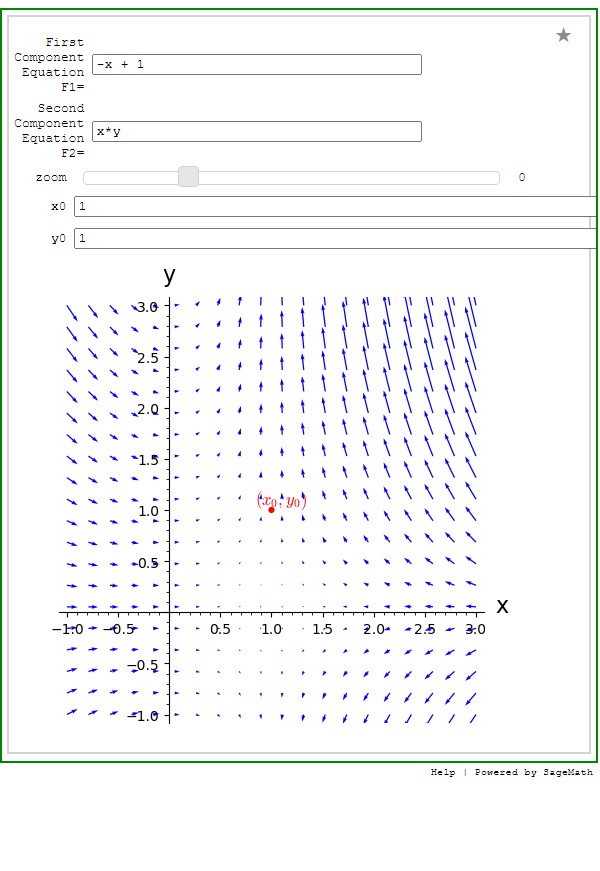 First
Component
Equation
F1=
-x + 1
Second
Component
Equation
F2=
x*y
zoom
0
x0
1
y0
1
y
3.0
2.5
2.0
1.5
(x₀, y₀)
1.0
0.5
x
−1.0 −0.5 0.5 1.0 1.5 2.0 2.5 3.0
−0.5
−1.0
Help | Powered by SageMath